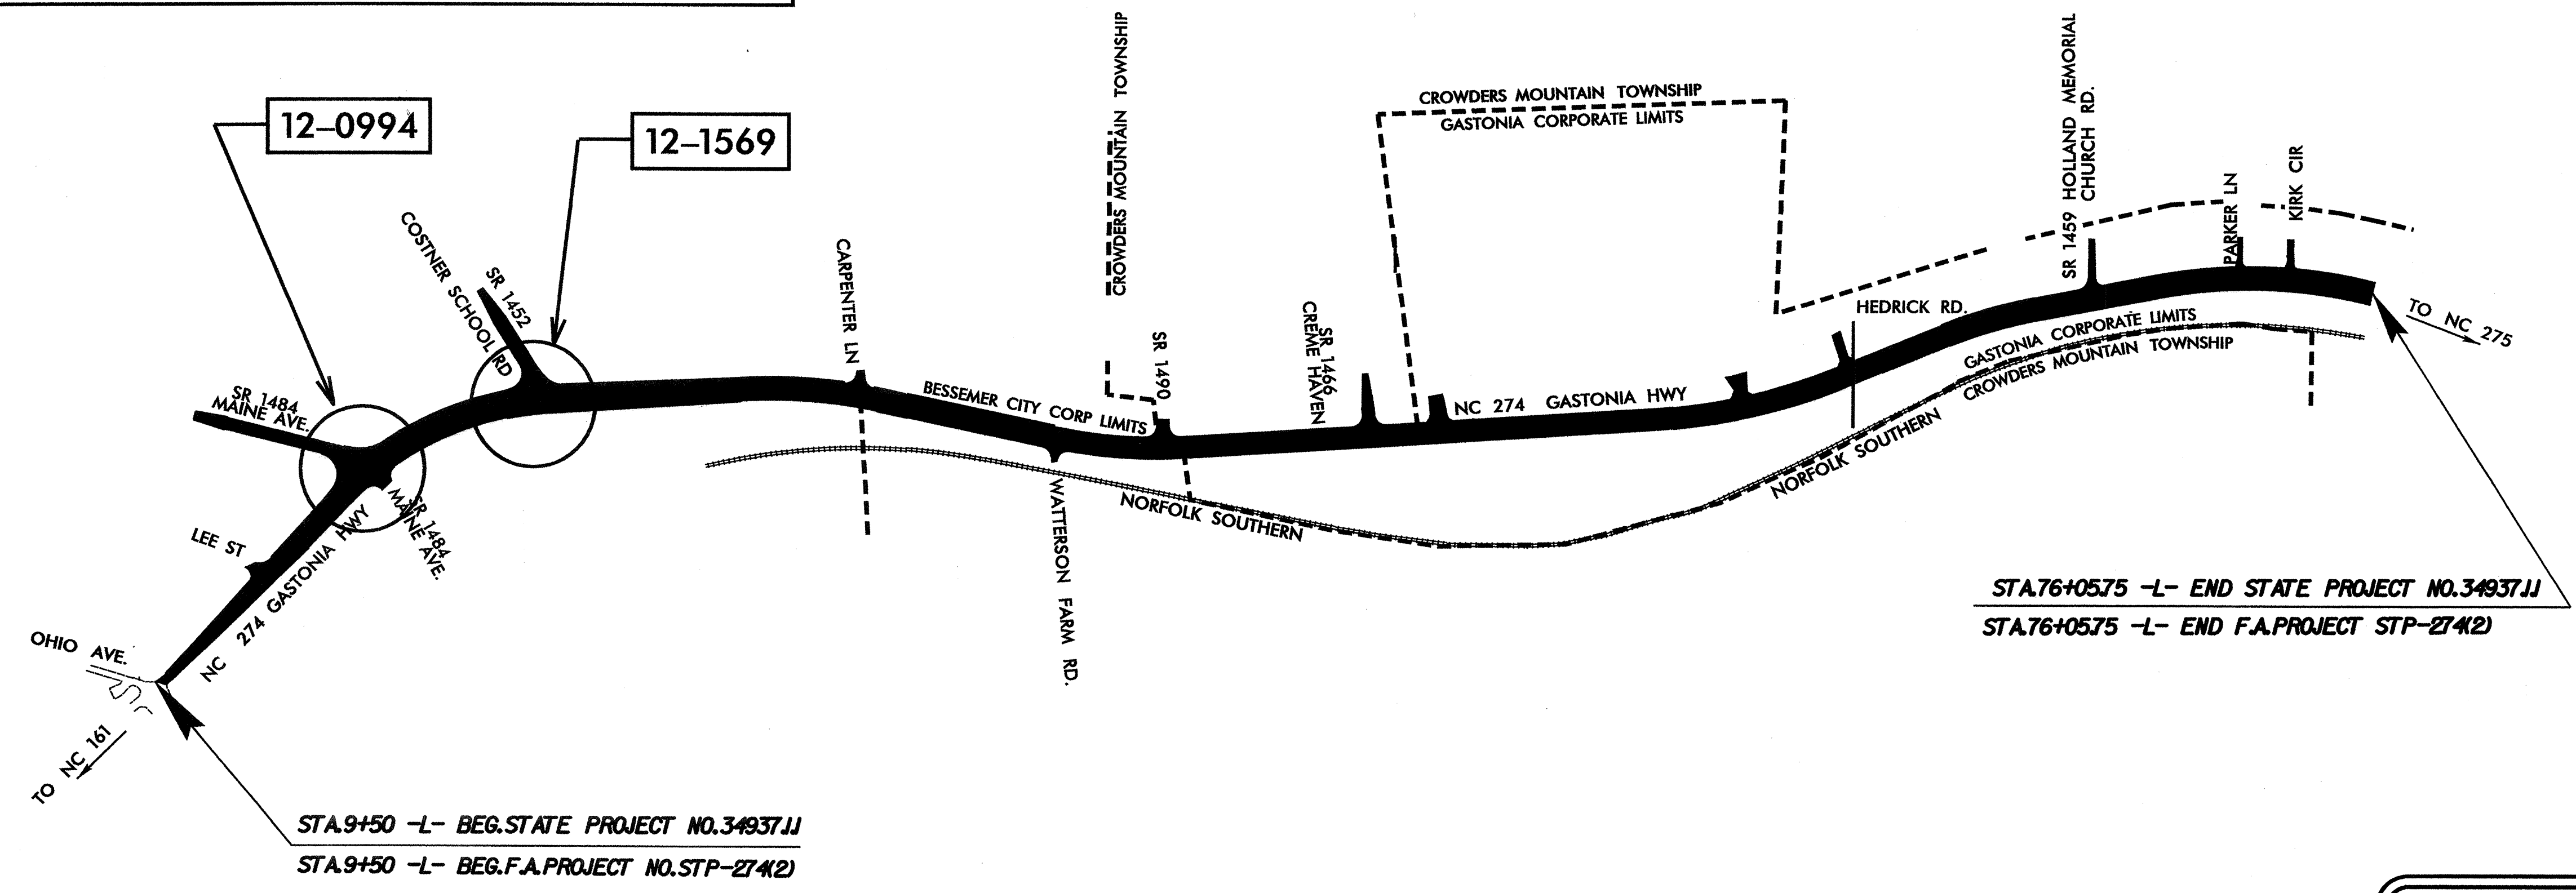 12-0994
12-1569
COSTNER SCHOOL RD
SR 1452
CARPENTER LN
CROWDERS MOUNTAIN TOWNSHIP
CROWDERS MOUNTAIN TOWNSHIP
GASTONIA CORPORATE LIMITS
SR 1459 HOLLAND MEMORIAL
CHURCH RD.
PARKER LN
KIRK CIR
SR 1484
MAINE AVE.
BESSEMER CITY CORP LIMITS
SR 1490
SR 1466
CREME HAVEN
NC 274 GASTONIA HWY
HEDRICK RD.
GASTONIA CORPORATE LIMITS
CROWDERS MOUNTAIN TOWNSHIP
TO NC 275
NORFOLK SOUTHERN
NORFOLK SOUTHERN
WATTERSON FARM RD.
SR 1484
MAINE AVE.
LEE ST
NC 274 GASTONIA HWY
OHIO AVE.
TO NC 161
STA.76+05.75 -L- END STATE PROJECT NO.34937.1.1
STA.76+05.75 -L- END F.A.PROJECT STP-274(2)
STA.9+50 -L- BEG.STATE PROJECT NO.34937.1.1
STA.9+50 -L- BEG.F.A.PROJECT NO.STP-274(2)